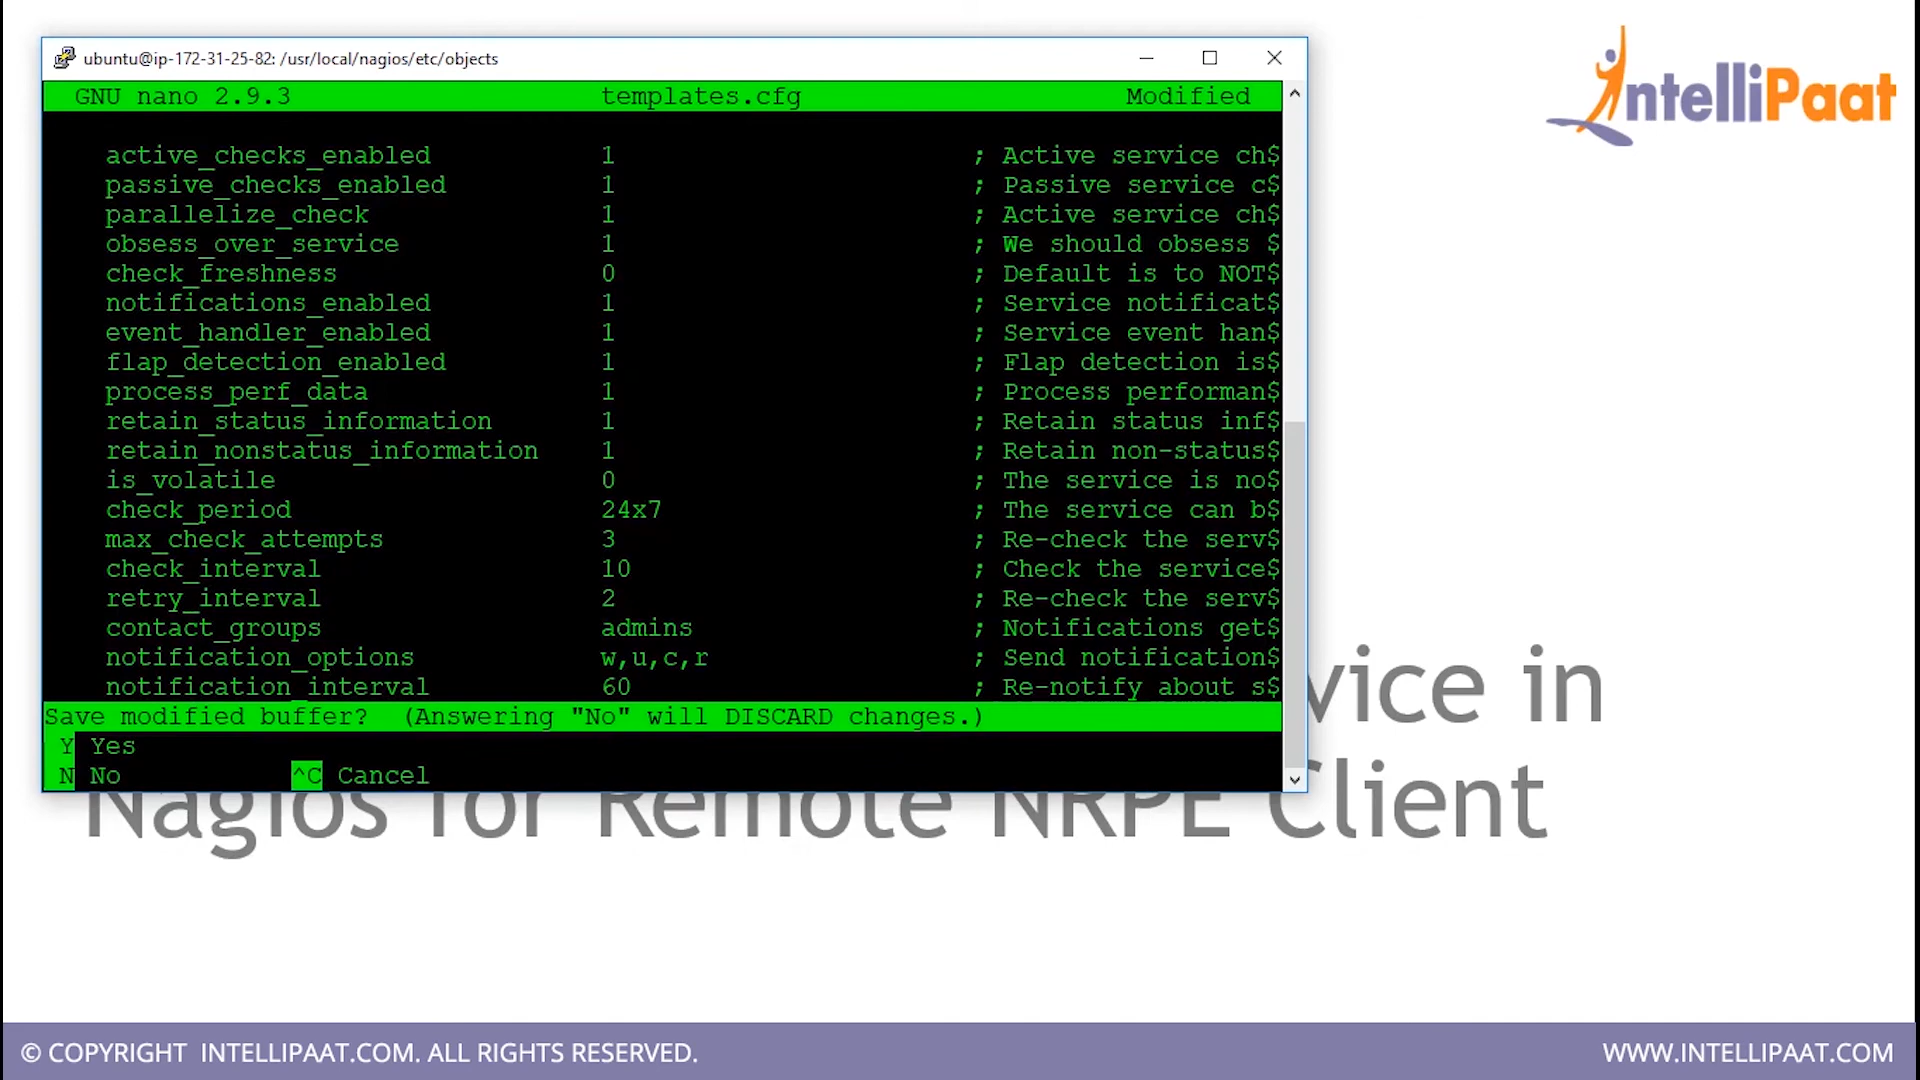 ubuntu@ip-172-31-25-82: /usr/local/nagios/etc/objects
IntelliPaat
GNU nano 2.9.3 templates.cfg Modified
active_checks_enabled 1 ; Active service ch$
passive_checks_enabled 1 ; Passive service c$
parallelize_check 1 ; Active service ch$
obsess_over_service 1 ; We should obsess $
check_freshness 0 ; Default is to NOT$
notifications_enabled 1 ; Service notificat$
event_handler_enabled 1 ; Service event han$
flap_detection_enabled 1 ; Flap detection is$
process_perf_data 1 ; Process performan$
retain_status_information 1 ; Retain status inf$
retain_nonstatus_information 1 ; Retain non-status$
is_volatile 0 ; The service is no$
check_period 24x7 ; The service can b$
max_check_attempts 3 ; Re-check the serv$
check_interval 10 ; Check the service$
retry_interval 2 ; Re-check the serv$
contact_groups admins ; Notifications get$
notification_options w,u,c,r ; Send notification$
notification_interval 60 ; Re-notify about s$
Save modified buffer? (Answering "No" will DISCARD changes.)
Y Yes
N No ^C Cancel
vice in
Nagios for Remote NRPE Client
© COPYRIGHT INTELLIPAAT.COM. ALL RIGHTS RESERVED.
WWW.INTELLIPAAT.COM